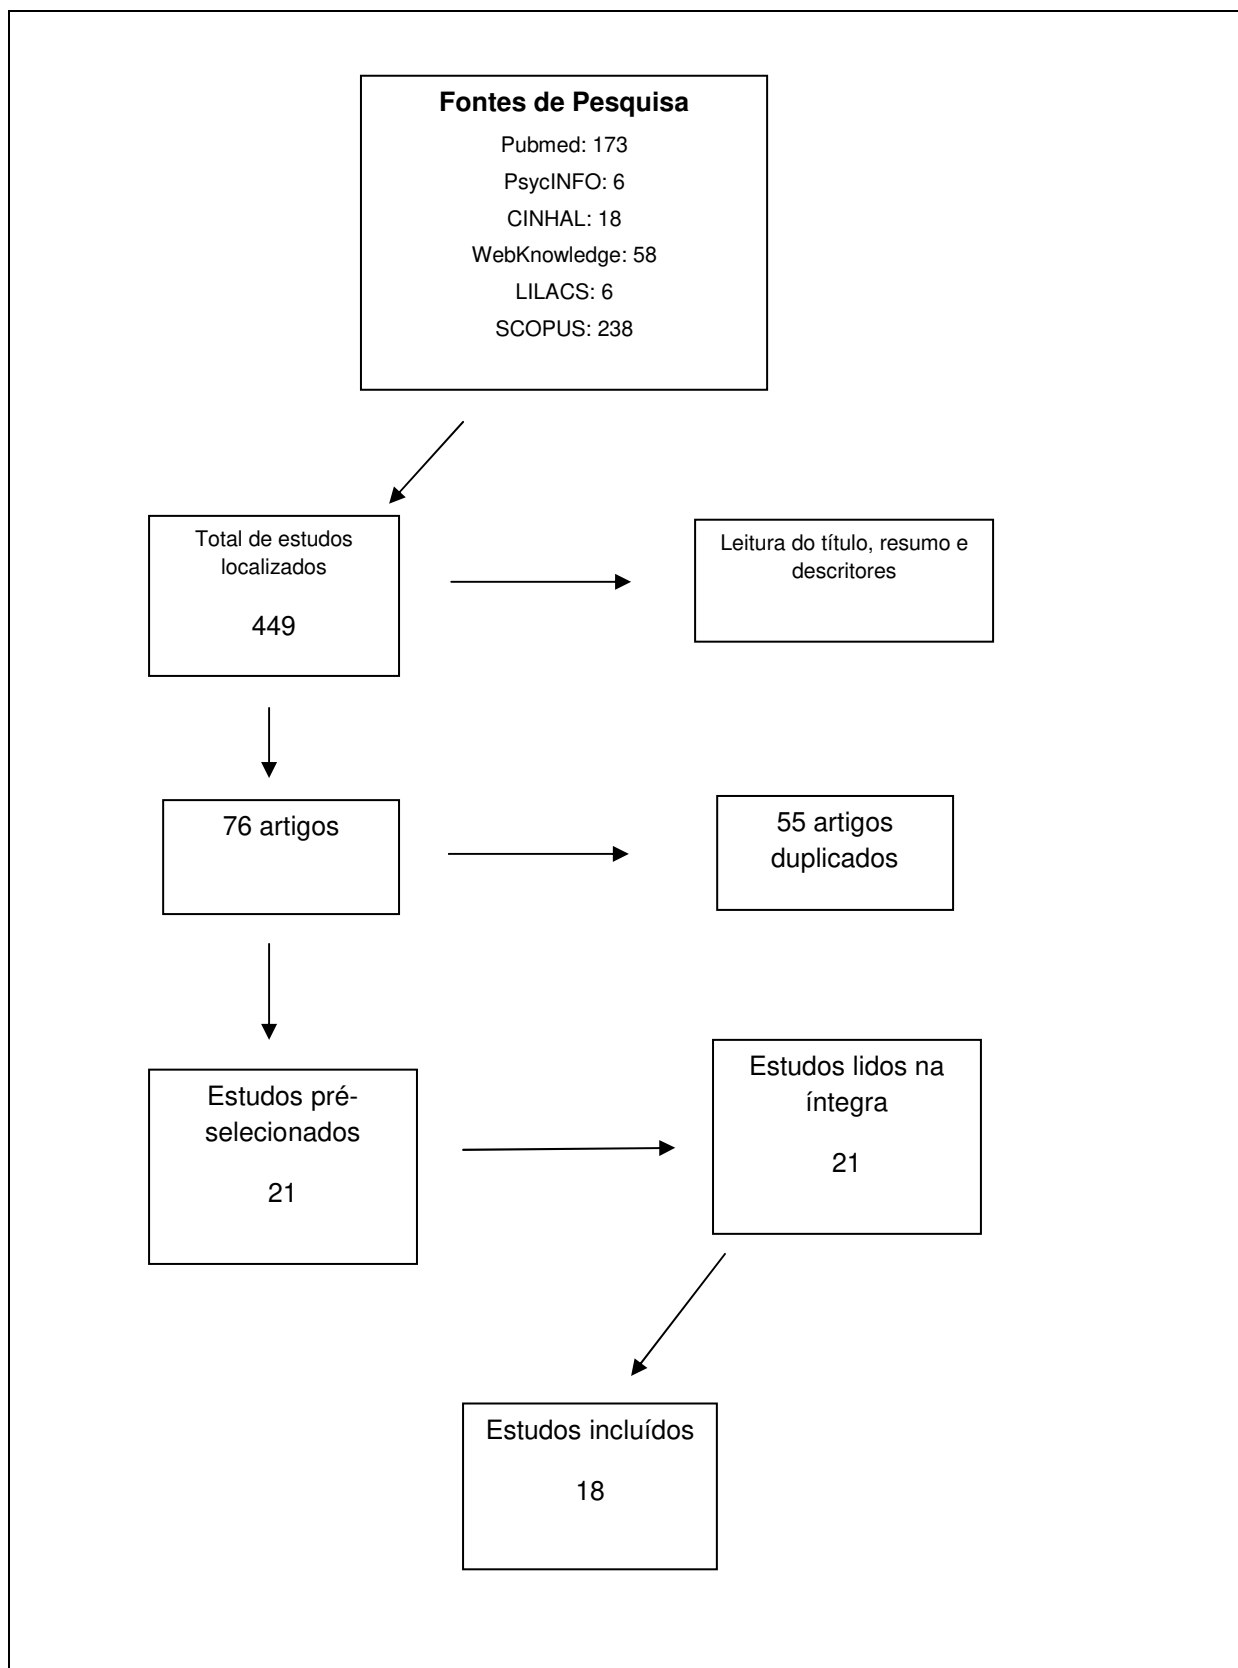 Fontes de Pesquisa
Pubmed: 173
PsycINFO: 6
CINHAL: 18
WebKnowledge: 58
LILACS: 6
SCOPUS: 238
Total de estudos
localizados
449
Leitura do título, resumo e
descritores
76 artigos
55 artigos
duplicados
Estudos pré-
selecionados
21
Estudos lidos na
íntegra
21
Estudos incluídos
18